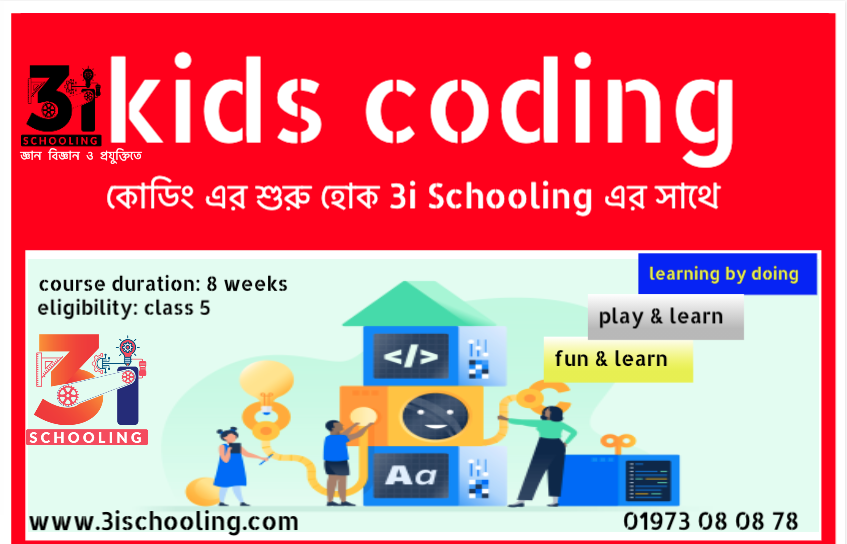 kids coding
3i
SCHOOLING
জ্ঞান বিজ্ঞান ও প্রযুক্তিতে
কোডিং এর শুরু হোক 3i Schooling এর সাথে
learning by doing
course duration: 8 weeks
eligibility: class 5
play & learn
fun & learn
</>
3i
SCHOOLING
Aa
www.3ischooling.com
01973 08 08 78